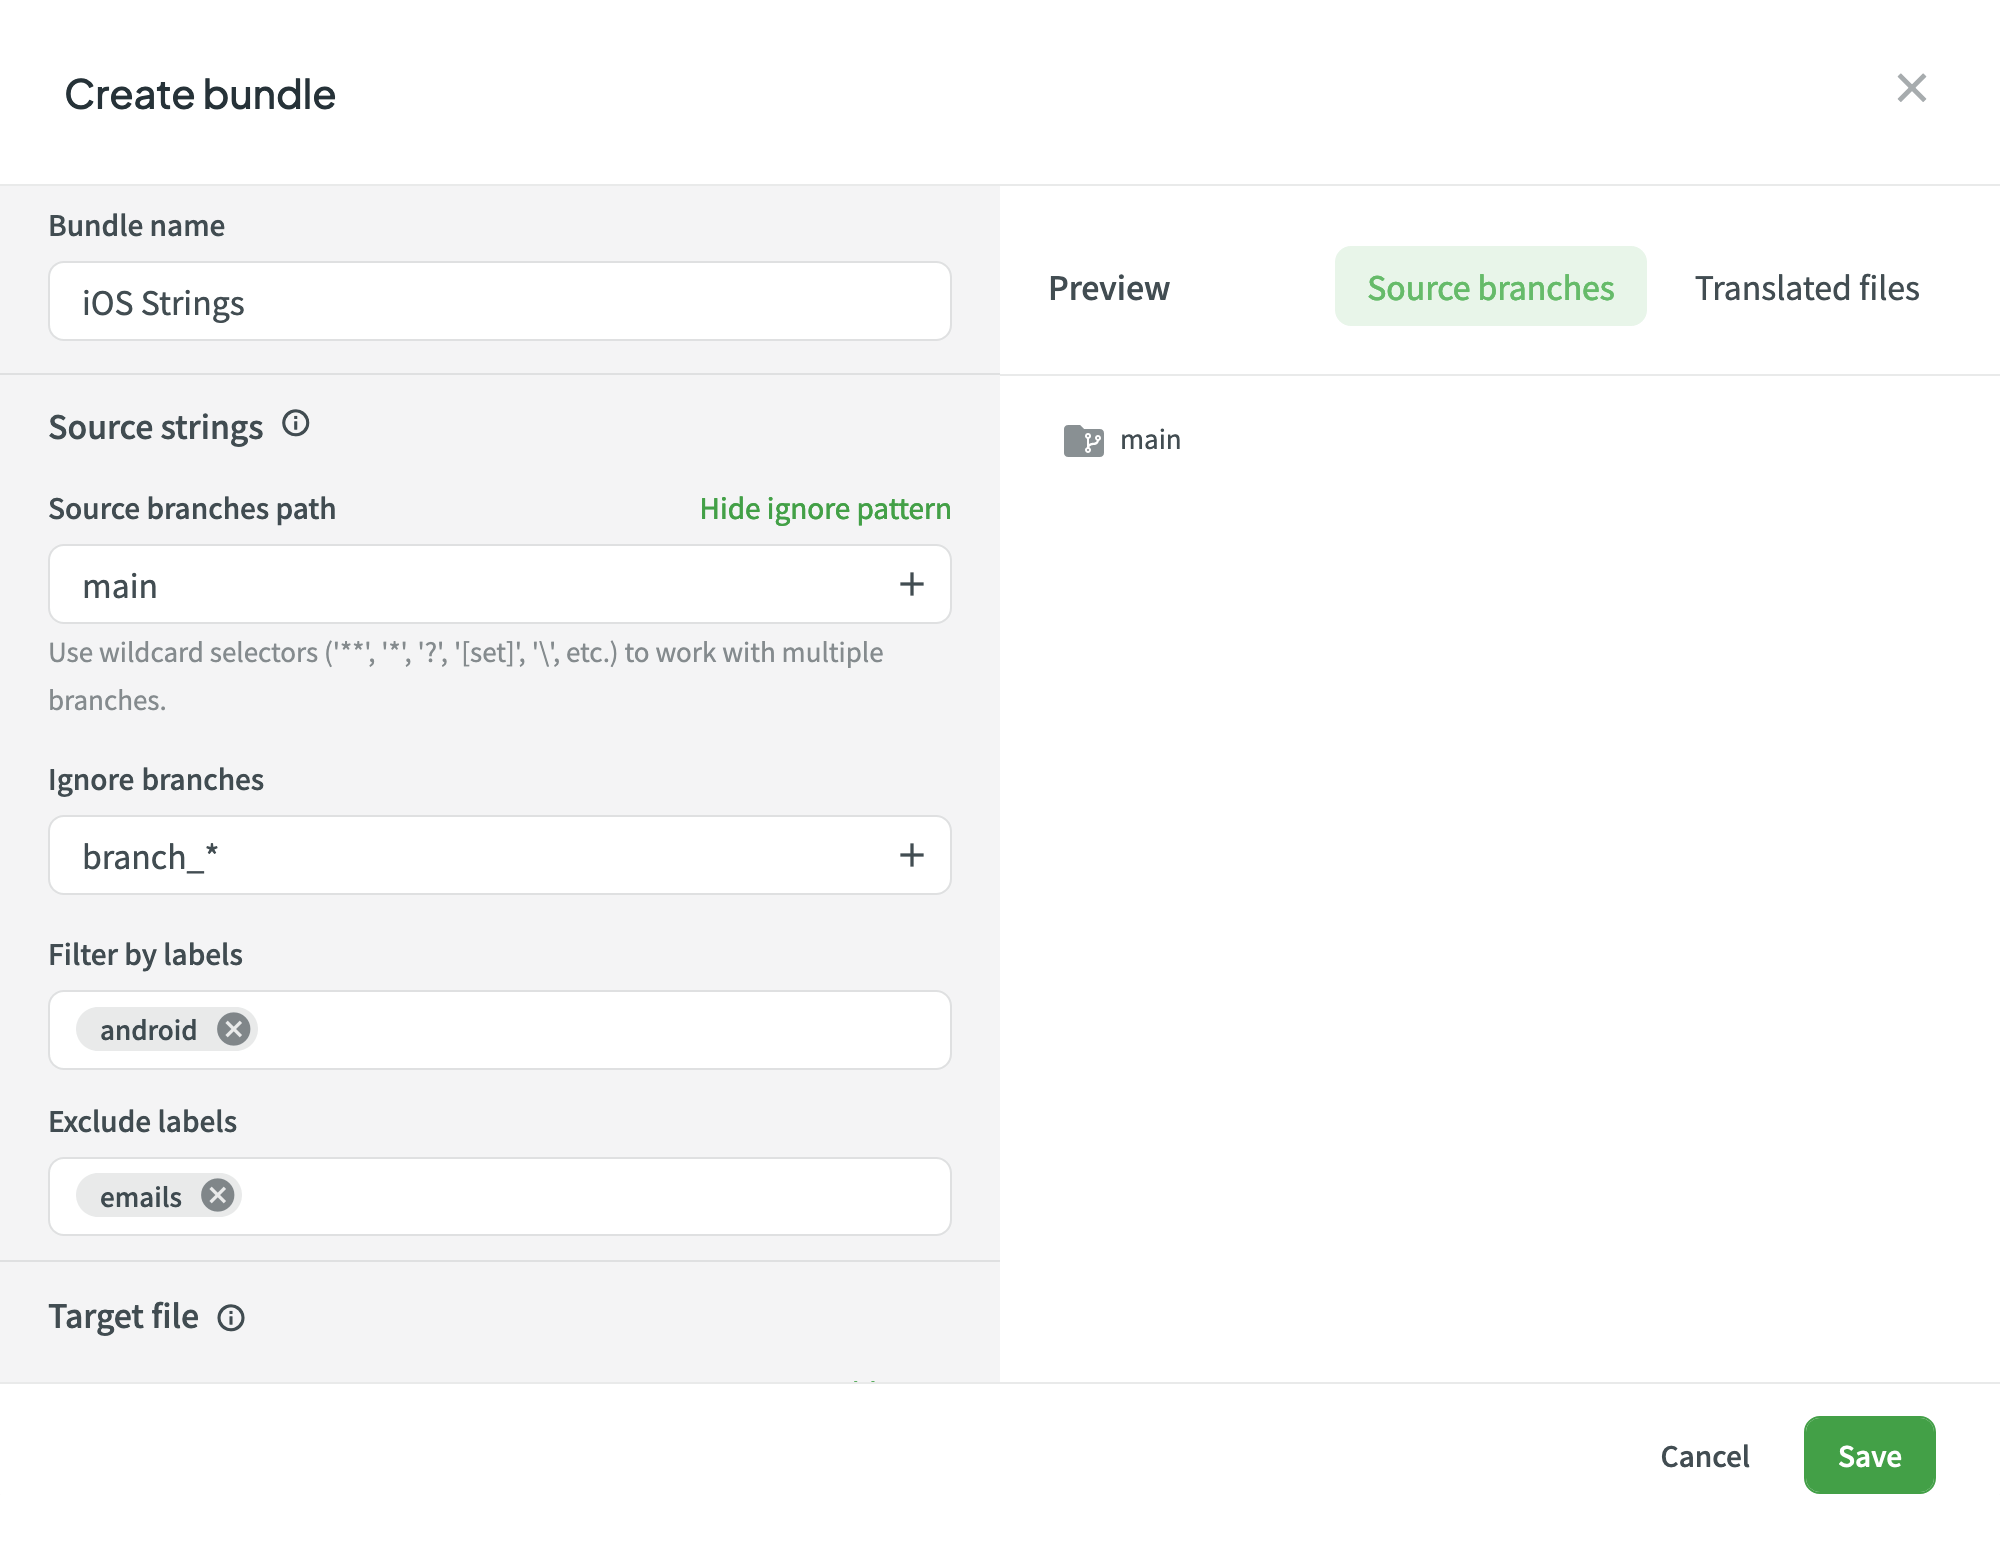 Create bundle
Bundle name
iOS Strings
Source strings
Source branches path
Hide ignore pattern
main
Use wildcard selectors ('**', '*', '?', '[set]', '\', etc.) to work with multiple
branches.
Ignore branches
branch_*
Filter by labels
android
Exclude labels
emails
Target file
Preview
Source branches
Translated files
main
Cancel
Save